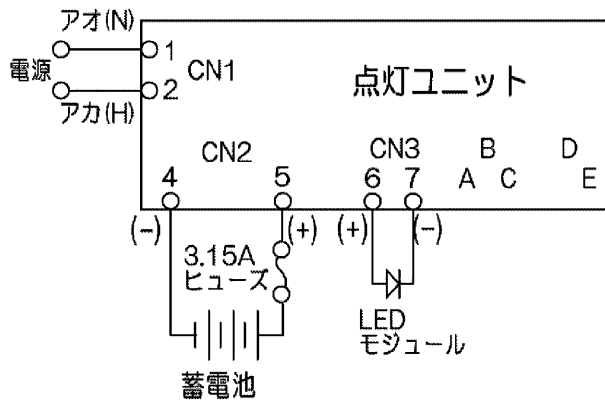 アオ(N)
電源
1
CN1
2
アカ(H)
点灯ユニット
CN2
CN3
B
D
4
5
6
7
A
C
E
(-)
(+)
(+)
(-)
3.15A
ヒューズ
LED
モジュール
蓄電池